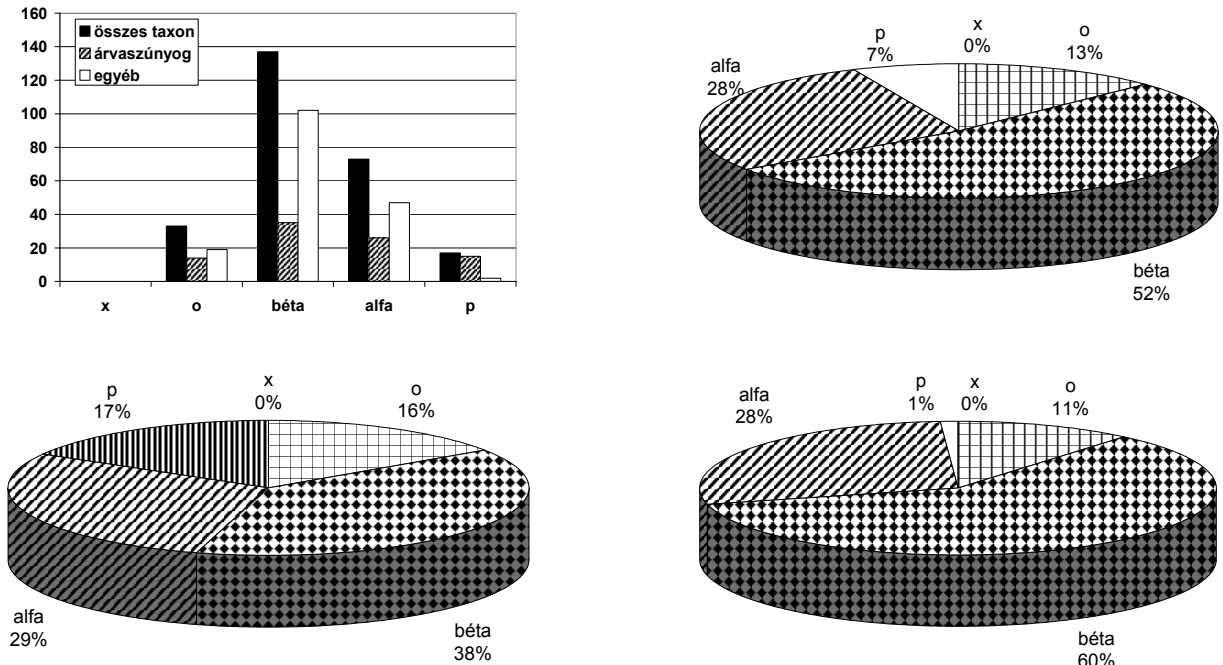 160
140
120
100
80
60
40
20
0
összes taxon
árvaszúnyog
egyéb
x
o
béta
alfa
p
x
0%
o
13%
p
7%
alfa
28%
béta
52%
x
0%
o
16%
p
17%
alfa
29%
béta
38%
x
0%
o
11%
p
1%
alfa
28%
béta
60%